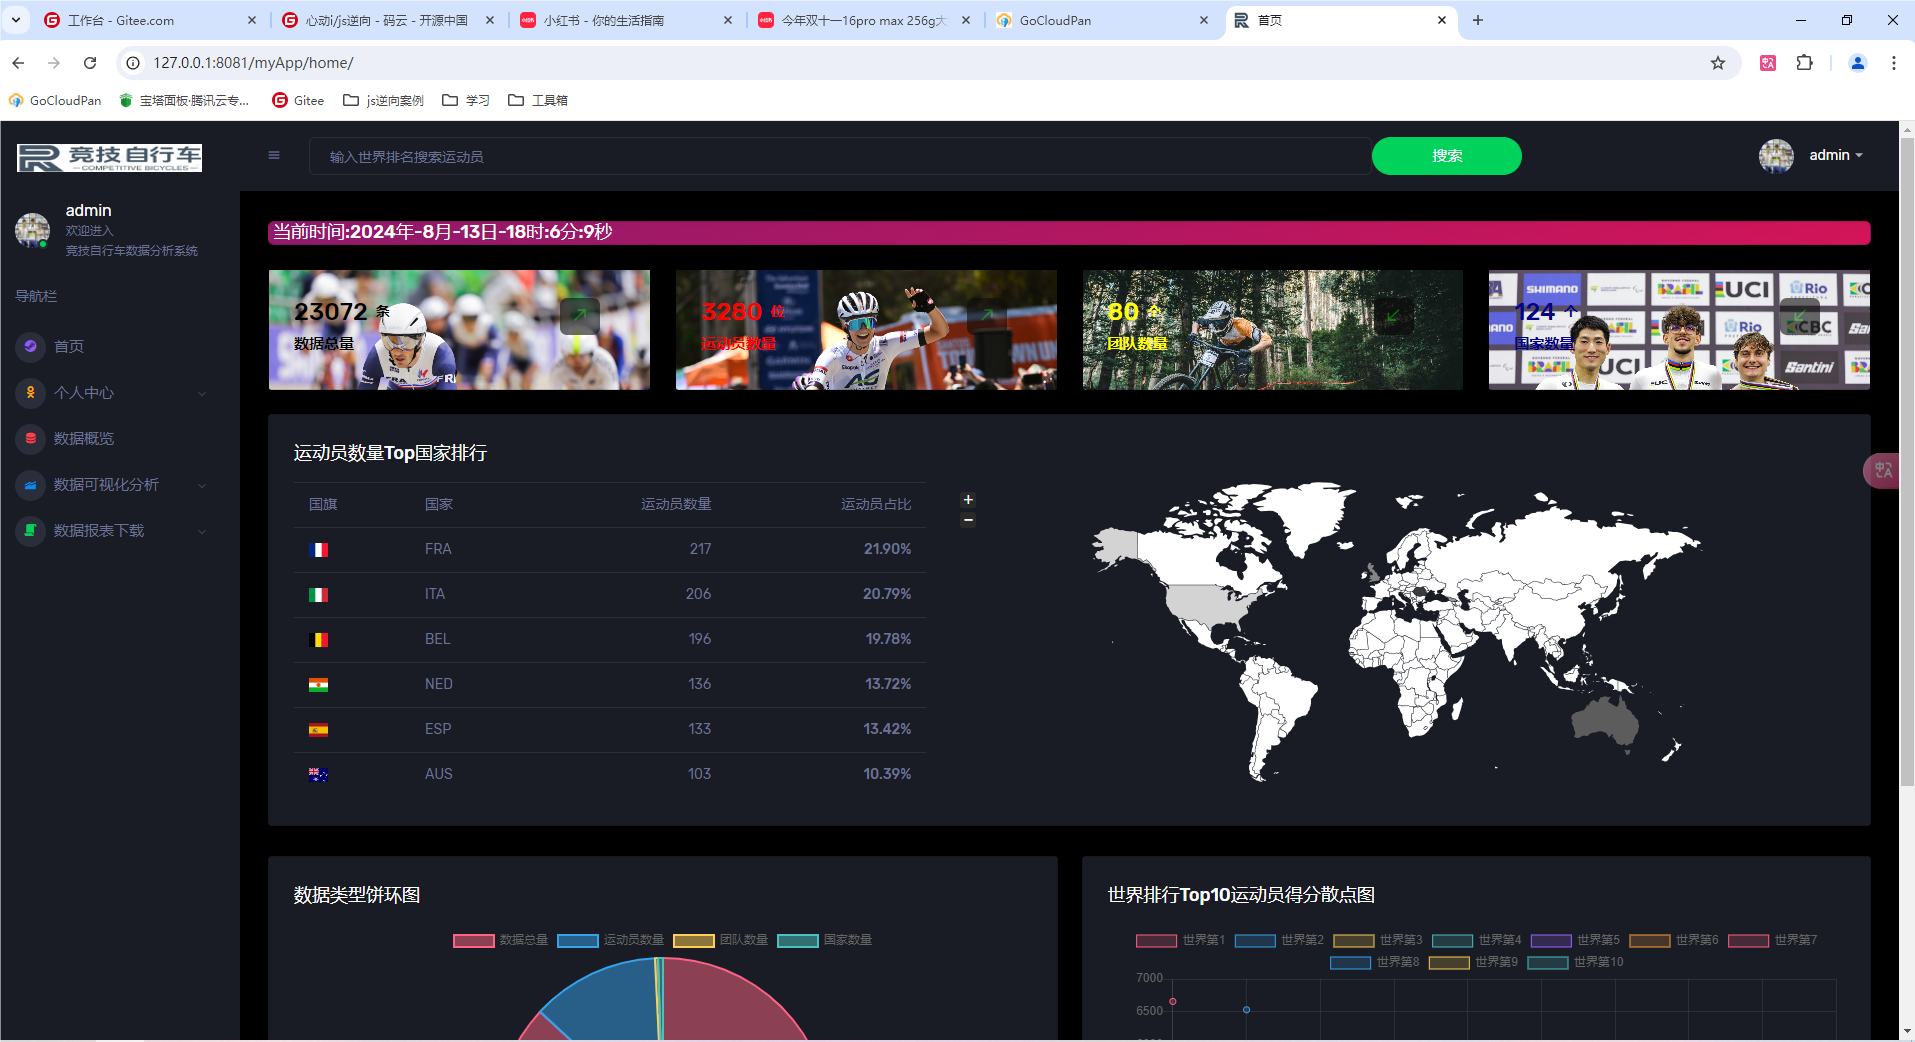 工作台 - Gitee.com
心动i/js逆向 - 码云 - 开源中国
小红书 - 你的生活指南
今年双十一16pro max 256g大
GoCloudPan
首页
127.0.0.1:8081/myApp/home/
GoCloudPan
宝塔面板·腾讯云专...
Gitee
js逆向案例
学习
工具箱
竞技自行车
COMPETITIVE BICYCLES
输入世界排名搜索运动员
搜索
admin
admin
欢迎进入
竞技自行车数据分析系统
导航栏
首页
个人中心
数据概览
数据可视化分析
数据报表下载
当前时间:2024年-8月-13日-18时:6分:9秒
23072 条
数据总量
3280 位
运动员数量
80 个
团队数量
124 个
国家数量
SHIMANO
BRASIL
UCI
Rio
Rio
CBC
Santini
运动员数量Top国家排行
国旗 国家 运动员数量 运动员占比
FRA 217 21.90%
ITA 206 20.79%
BEL 196 19.78%
NED 136 13.72%
ESP 133 13.42%
AUS 103 10.39%
+
−
数据类型饼环图
数据总量 运动员数量 团队数量 国家数量
世界排行Top10运动员得分散点图
世界第1 世界第2 世界第3 世界第4 世界第5 世界第6 世界第7
世界第8 世界第9 世界第10
7000
6500